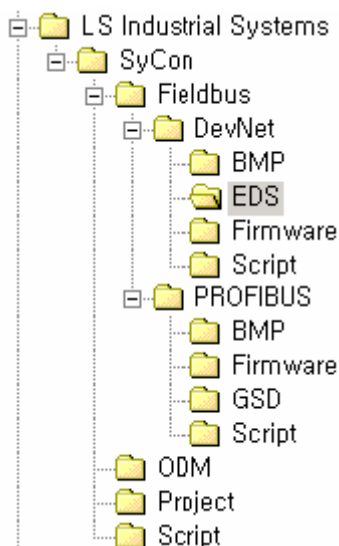 LS Industrial Systems
SyCon
Fieldbus
DevNet
BMP
EDS
Firmware
Script
PROFIBUS
BMP
Firmware
GSD
Script
ODM
Project
Script